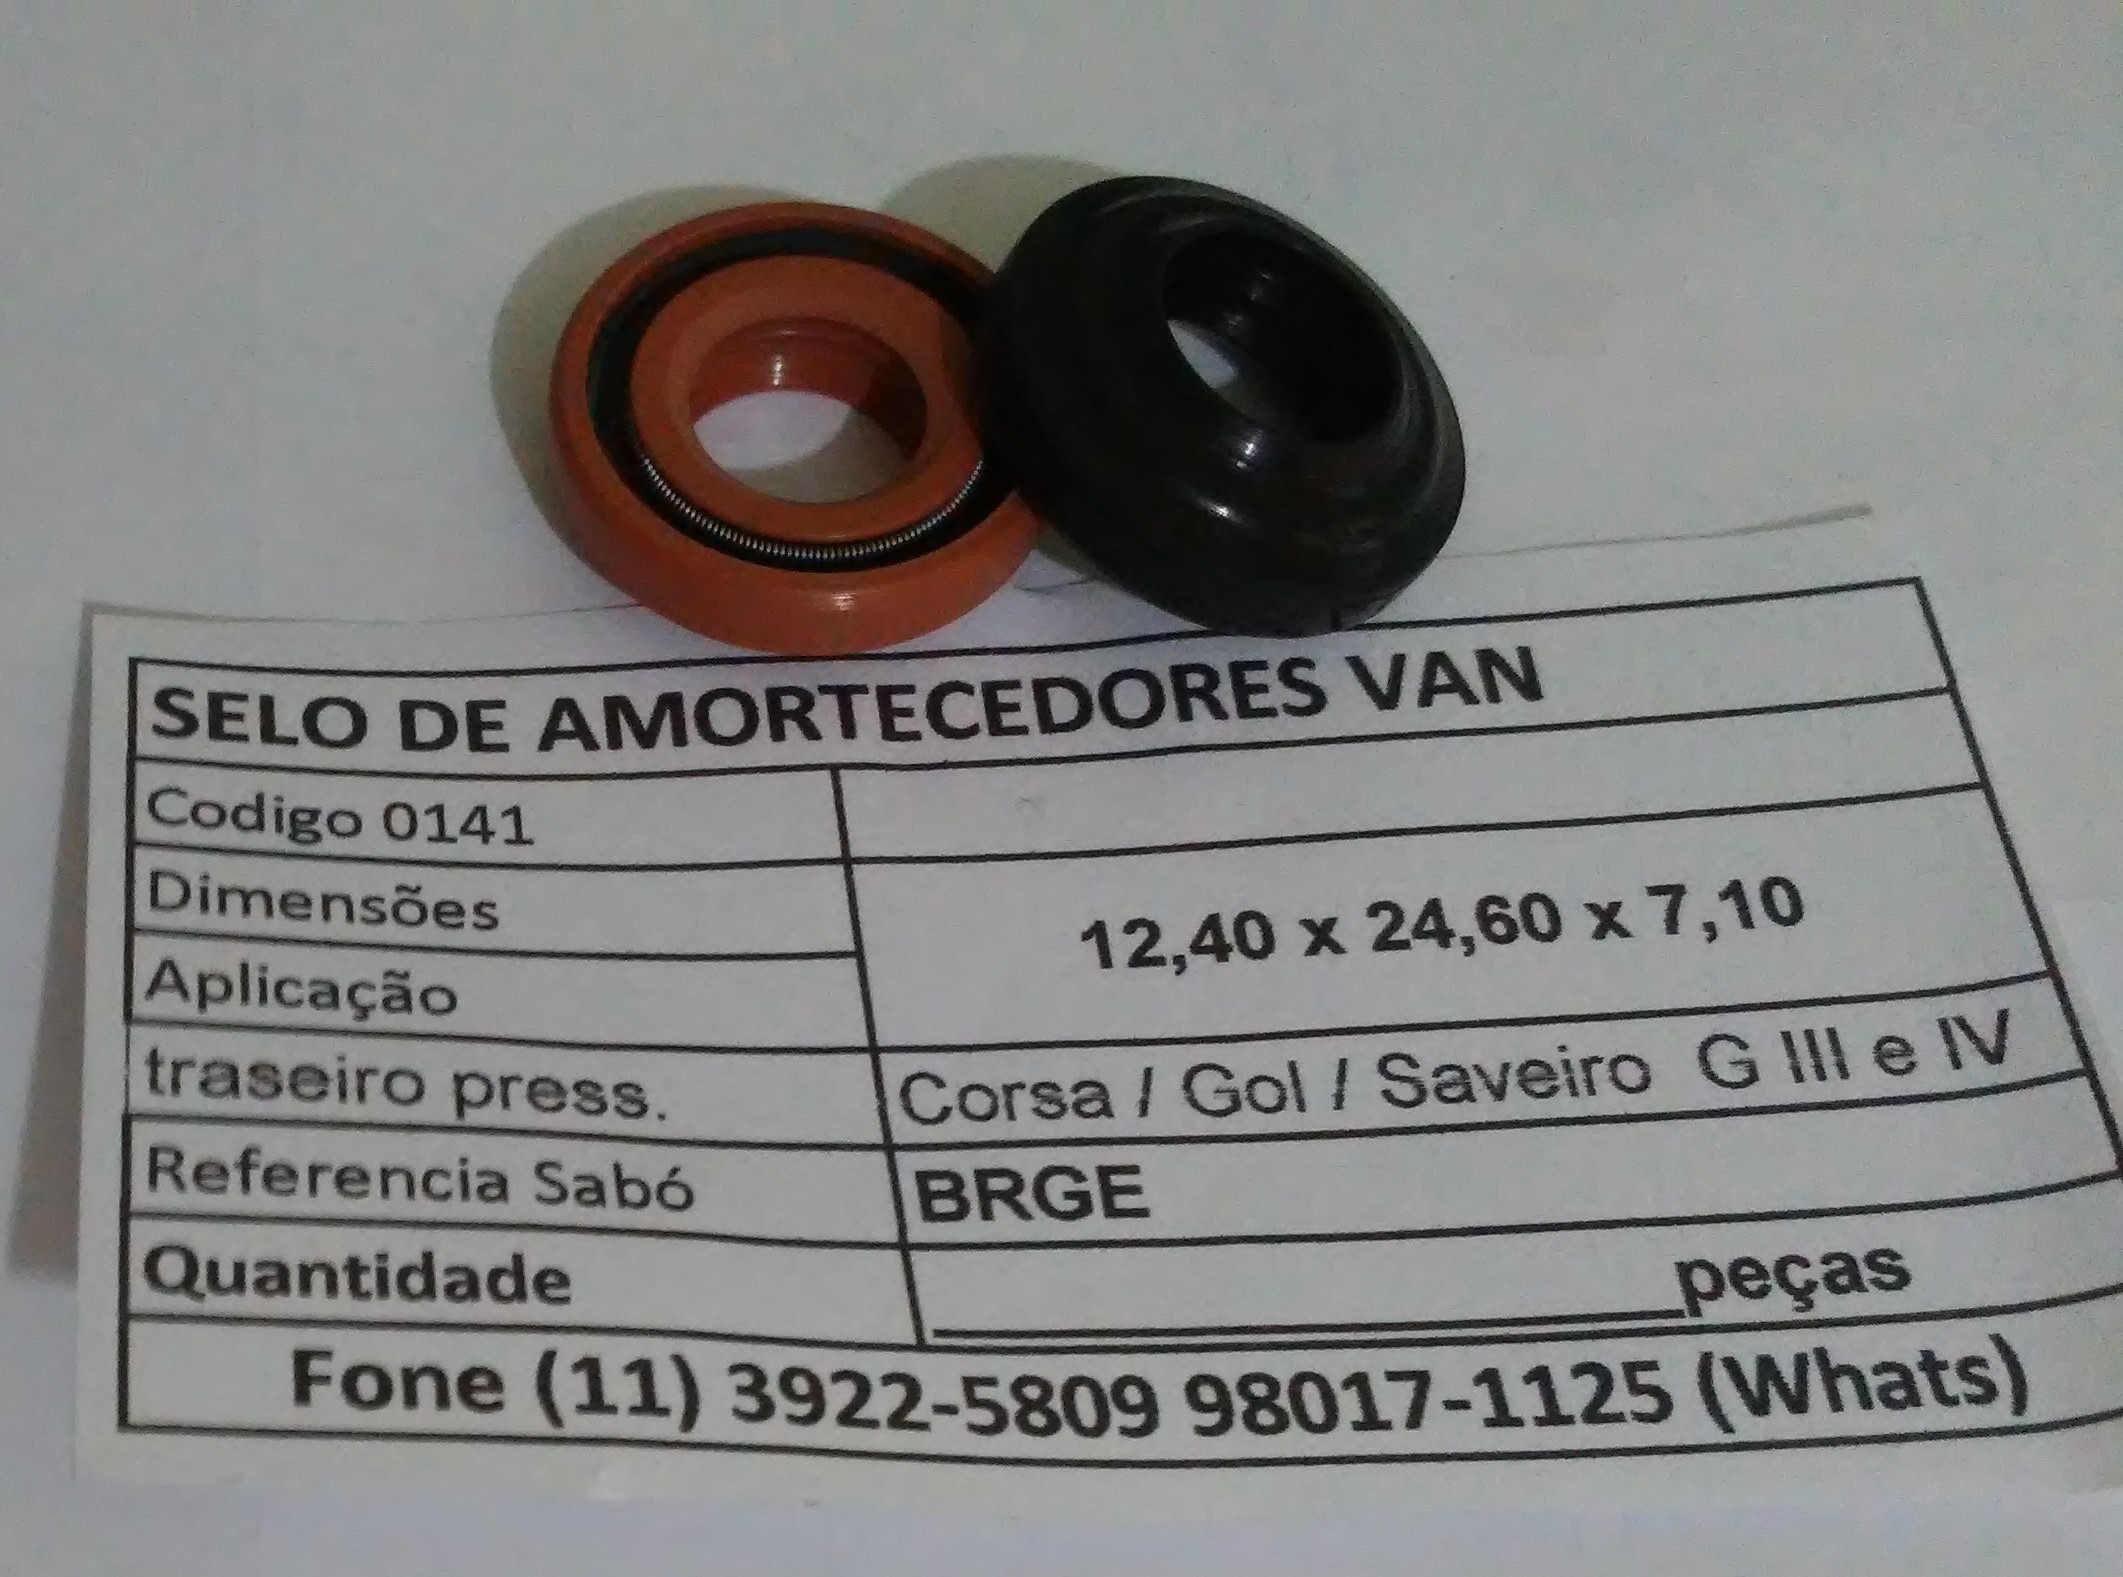 SELO DE AMORTECEDORES VAN
Codigo 0141
Dimensões
12,40 x 24,60 x 7,10
Aplicação
traseiro press. Corsa / Gol / Saveiro G III e IV
Referencia Sabó BRGE
Quantidade ____________________peças
Fone (11) 3922-5809 98017-1125 (Whats)